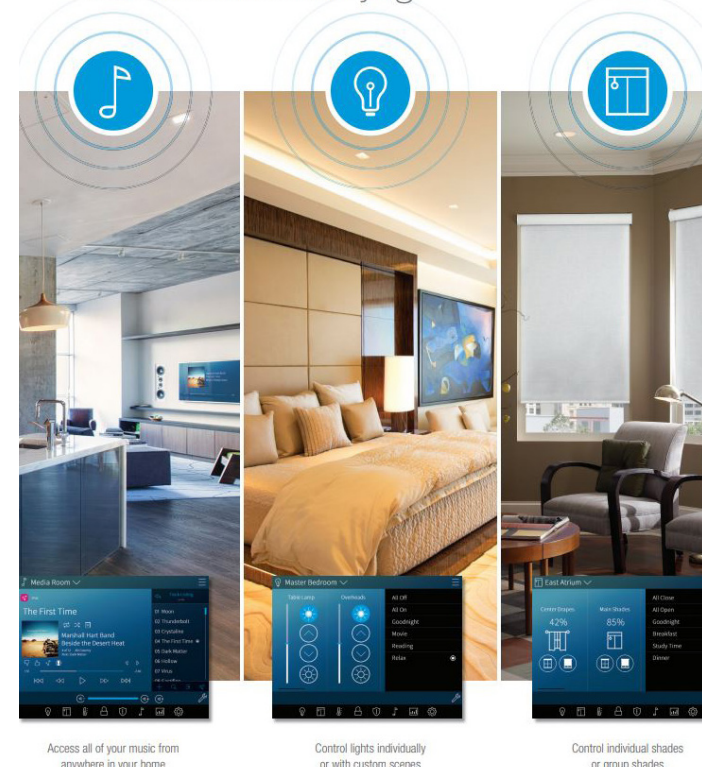 Media Room
The First Time
Marshall Hart Band
Beside the Desert Heat
01 Moon
02 Thunderbolt
03 Crystaline
04 The First Time
05 Dark Matter
06 Hollow
07 Virus
Master Bedroom
Table Lamp
Overheads
All Off
All On
Goodnight
Movie
Reading
Relax
East Atrium
Main Shades
42%
85%
All Close
All Open
Goodnight
Breakfast
Study Time
Dinner
Access all of your music from
anywhere in your home
Control lights individually
or with custom scenes
Control individual shades
or group shades